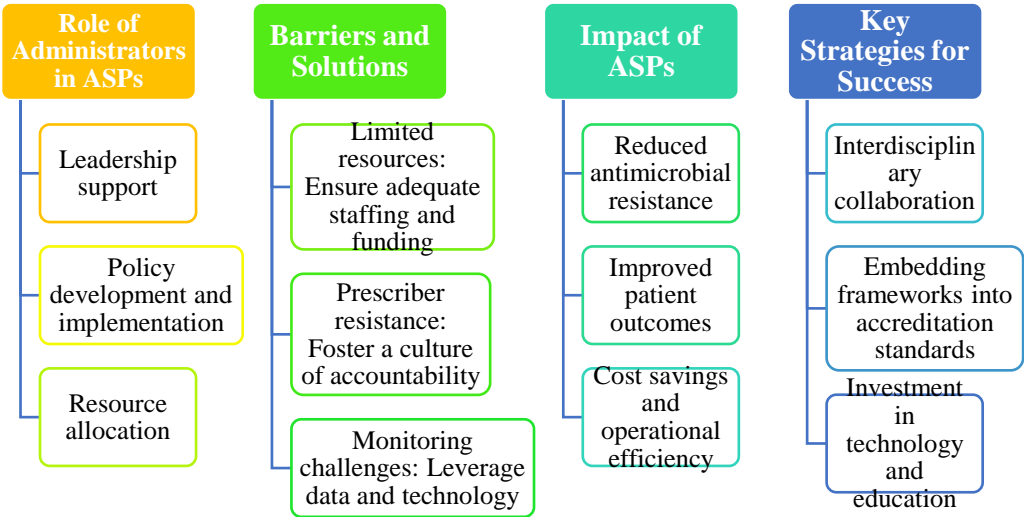 Role of
Administrators
in ASPs
Leadership
support
Policy
development and
implementation
Resource
allocation
Barriers and
Solutions
Limited
resources:
Ensure adequate
staffing and
funding
Prescriber
resistance:
Foster a culture
of accountability
Monitoring
challenges: Leverage
data and technology
Impact of
ASPs
Reduced
antimicrobial
resistance
Improved
patient
outcomes
Cost savings
and
operational
efficiency
Key
Strategies for
Success
Interdisciplin
ary
collaboration
Embedding
frameworks into
accreditation
standards
Investment
in
technology
and
education